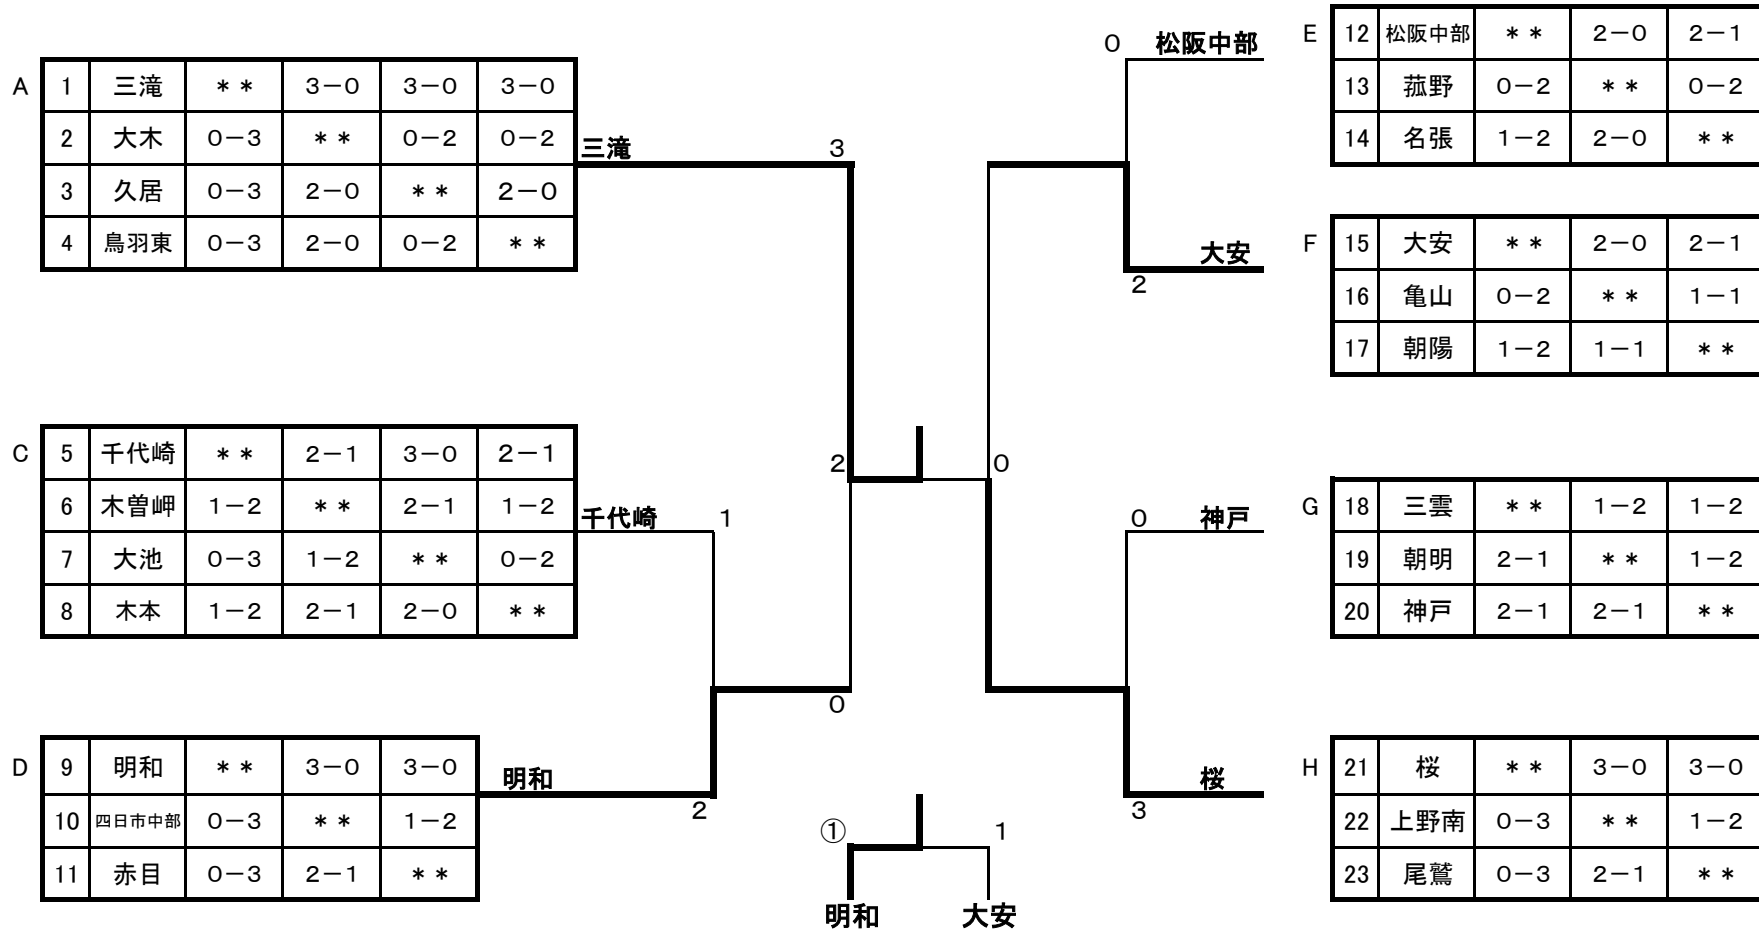 A
1 三滝 ** 3-0 3-0 3-0
2 大木 0-3 ** 0-2 0-2
3 久居 0-3 2-0 ** 2-0
4 鳥羽東 0-3 2-0 0-2 **
三滝
3
C
5 千代崎 ** 2-1 3-0 2-1
6 木曽岬 1-2 ** 2-1 1-2
7 大池 0-3 1-2 ** 0-2
8 木本 1-2 2-1 2-0 **
千代崎
1
D
9 明和 ** 3-0 3-0
10 四日市中部 0-3 ** 1-2
11 赤目 0-3 2-1 **
明和
2
2
0
0
① 1
明和 大安
0 松阪中部
大安
2
0 神戸
桜
3
E
12 松阪中部 ** 2-0 2-1
13 菰野 0-2 ** 0-2
14 名張 1-2 2-0 **
F
15 大安 ** 2-0 2-1
16 亀山 0-2 ** 1-1
17 朝陽 1-2 1-1 **
G
18 三雲 ** 1-2 1-2
19 朝明 2-1 ** 1-2
20 神戸 2-1 2-1 **
H
21 桜 ** 3-0 3-0
22 上野南 0-3 ** 1-2
23 尾鷲 0-3 2-1 **